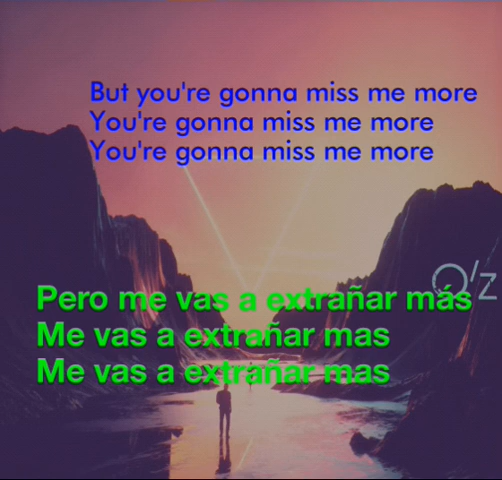 But you're gonna miss me more
You're gonna miss me more
You're gonna miss me more
O'z
Pero me vas a extrañar más
Me vas a extrañar mas
Me vas a extrañar mas